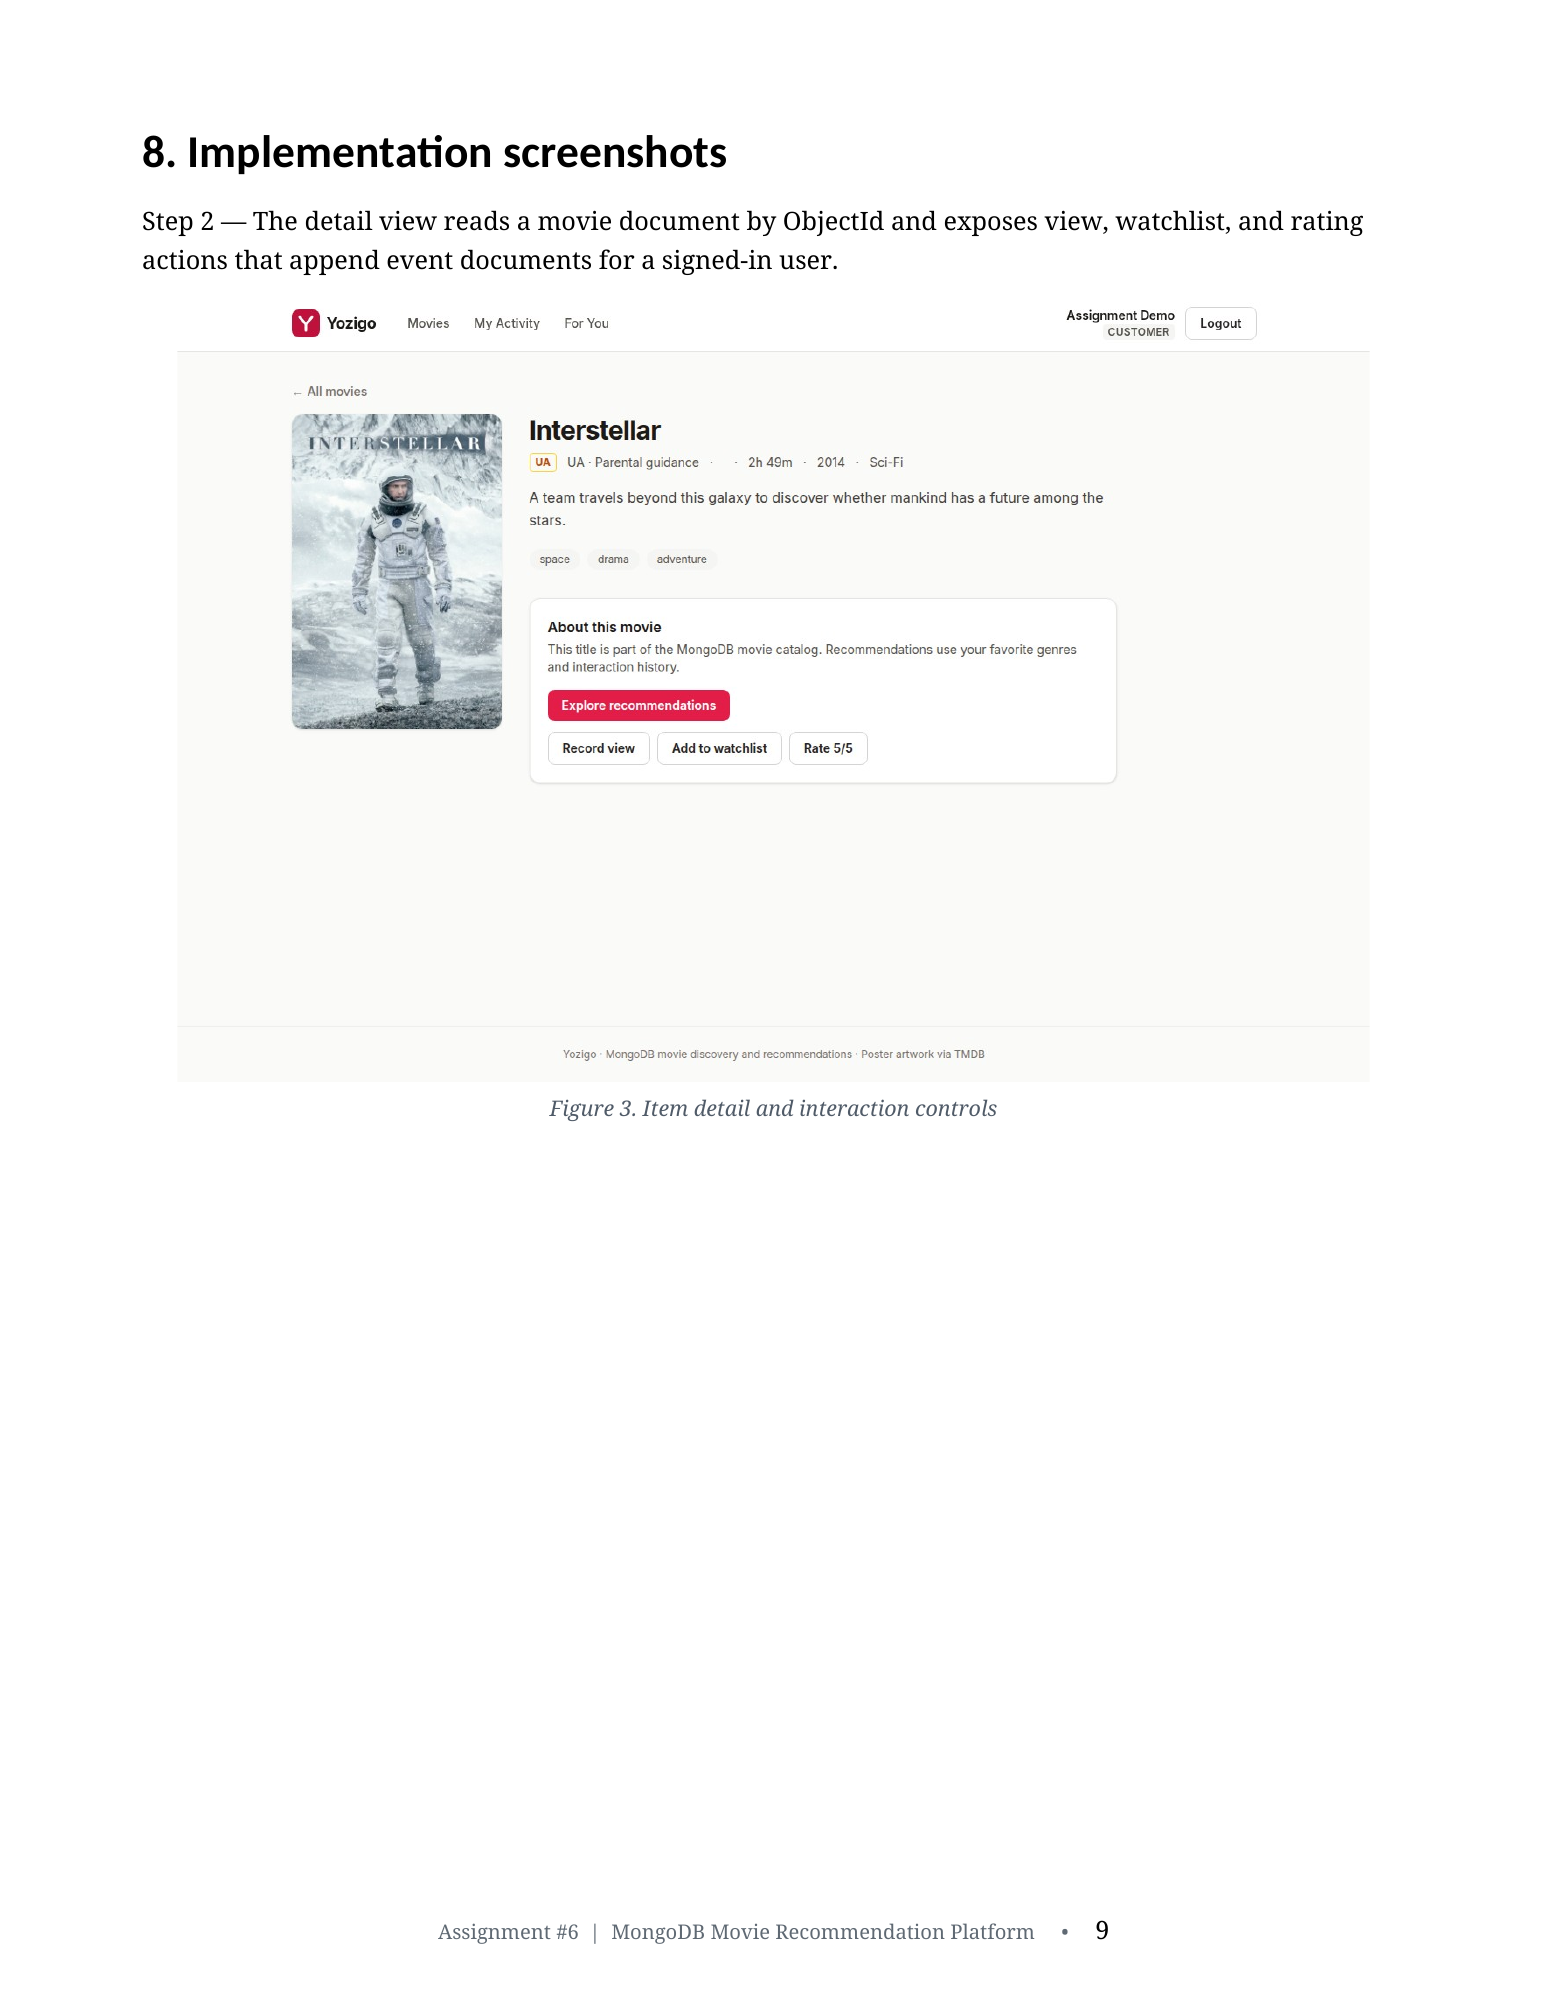 8. Implementation screenshots
Step 2 — The detail view reads a movie document by ObjectId and exposes view, watchlist, and rating
actions that append event documents for a signed-in user.
Y Yozigo Movies My Activity For You
Assignment Demo
CUSTOMER
Logout
← All movies
INTERSTELLAR
Interstellar
UA UA · Parental guidance · · 2h 49m · 2014 · Sci-Fi
A team travels beyond this galaxy to discover whether mankind has a future among the
stars.
space drama adventure
About this movie
This title is part of the MongoDB movie catalog. Recommendations use your favorite genres
and interaction history.
Explore recommendations
Record view Add to watchlist Rate 5/5
Yozigo · MongoDB movie discovery and recommendations · Poster artwork via TMDB
Figure 3. Item detail and interaction controls
Assignment #6 | MongoDB Movie Recommendation Platform • 9